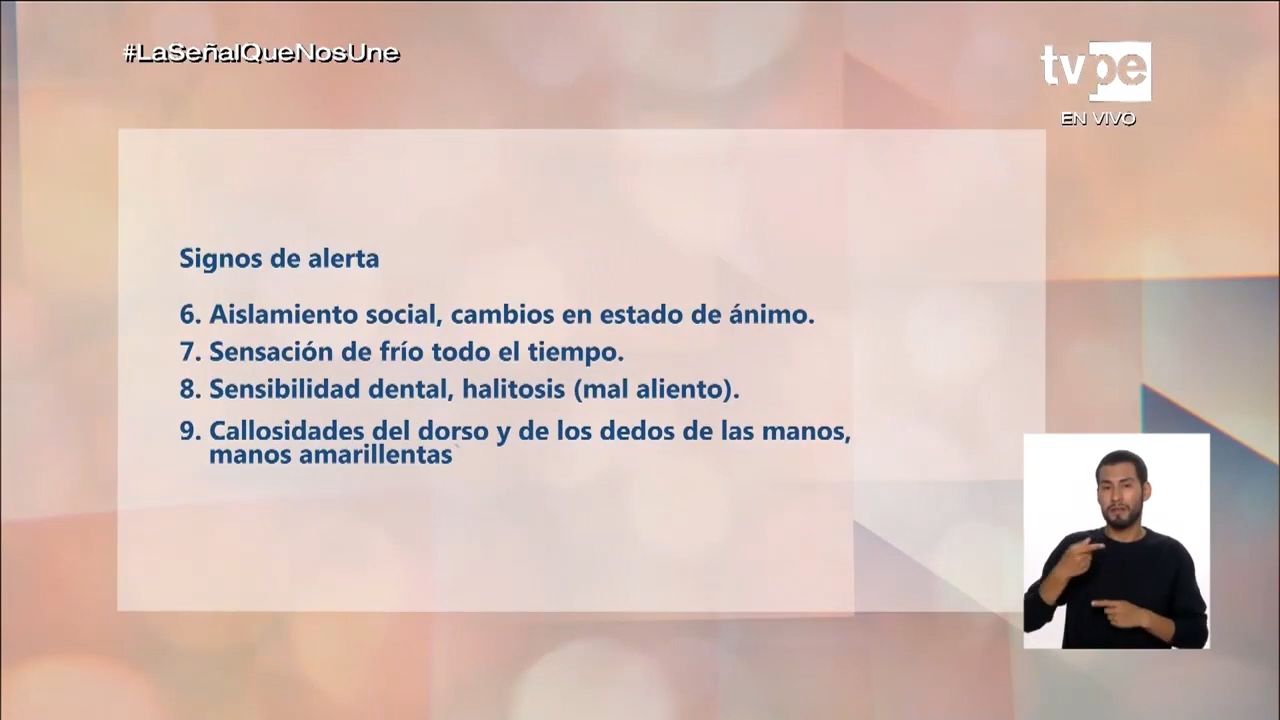 #LaSeñalQueNosUne
tvpe
EN VIVO
Signos de alerta
6. Aislamiento social, cambios en estado de ánimo.
7. Sensación de frío todo el tiempo.
8. Sensibilidad dental, halitosis (mal aliento).
9. Callosidades del dorso y de los dedos de las manos,
manos amarillentas`